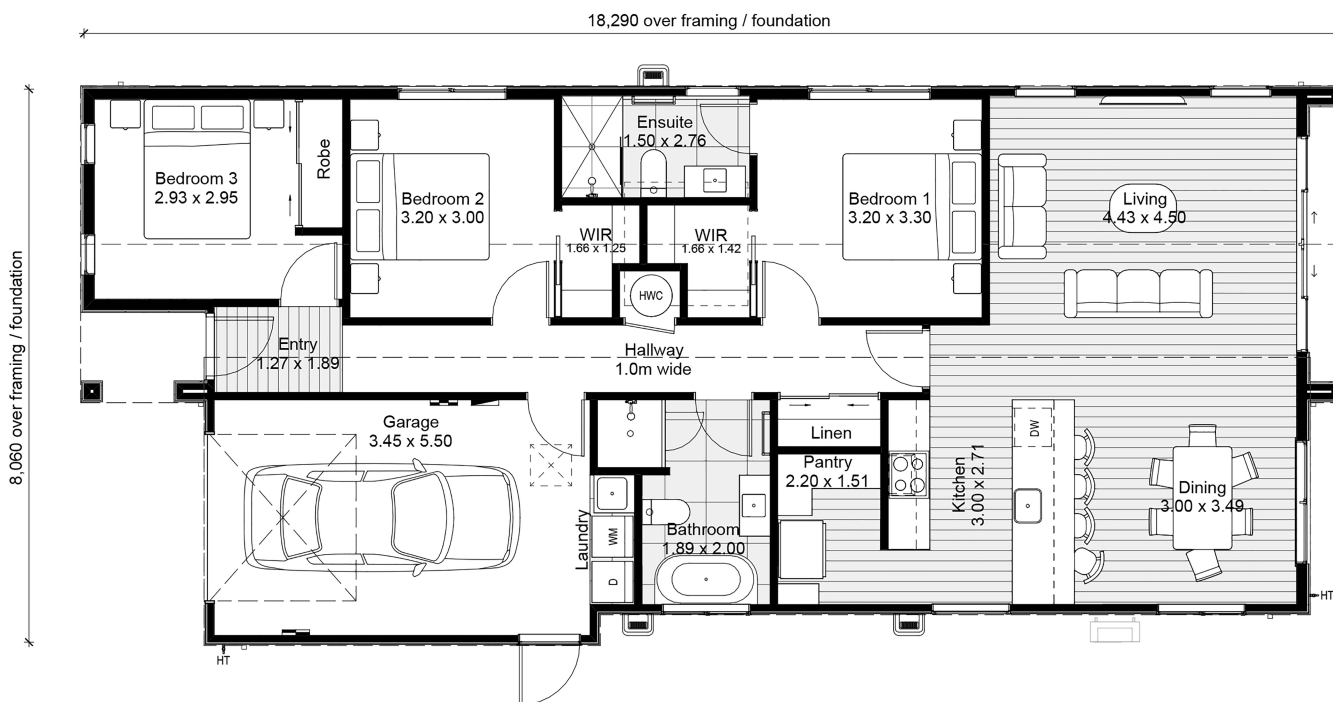 18,290 over framing / foundation
8,060 over framing / foundation
Bedroom 3
2.93 x 2.95
Robe
Bedroom 2
3.20 x 3.00
Ensuite
1.50 x 2.76
WIR
1.66 x 1.25
WIR
1.66 x 1.42
HWC
Bedroom 1
3.20 x 3.30
Living
4.43 x 4.50
Entry
1.27 x 1.89
Hallway
1.0m wide
Garage
3.45 x 5.50
Laundry
WM
D
Bathroom
1.89 x 2.00
Linen
Pantry
2.20 x 1.51
Kitchen
3.00 x 2.71
DW
Dining
3.00 x 3.49
HT
HT